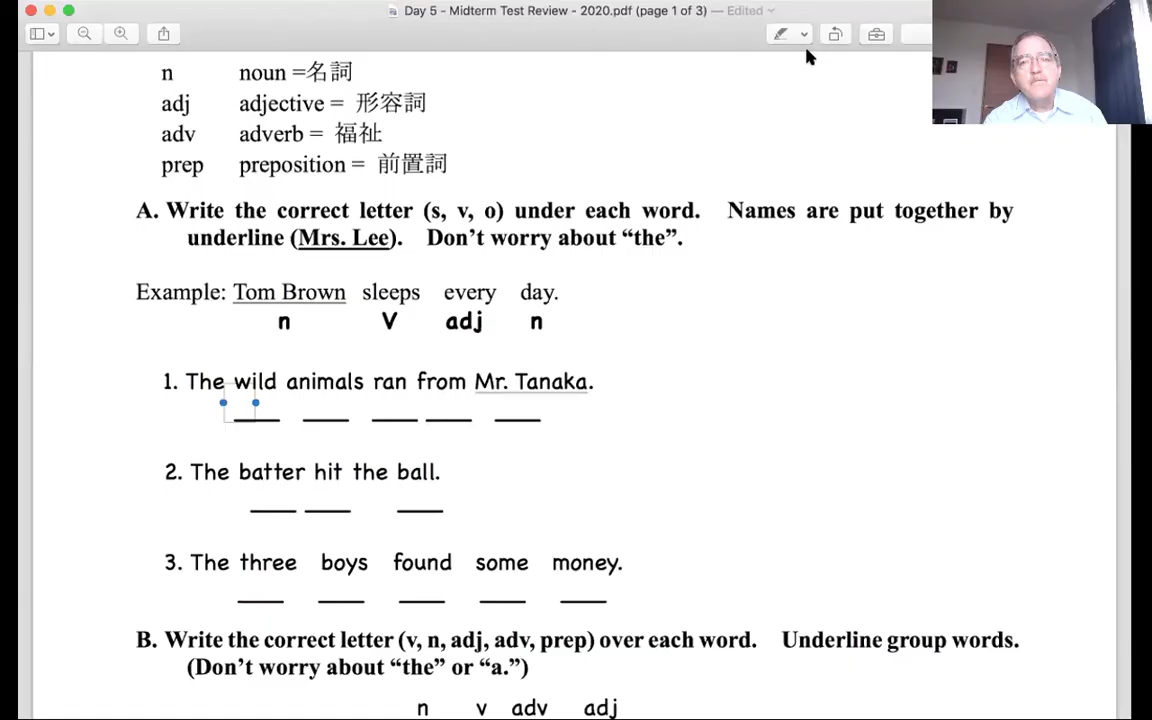 Day 5 - Midterm Test Review - 2020.pdf (page 1 of 3) — Edited
n noun =名詞
adj adjective = 形容詞
adv adverb = 福祉
prep preposition = 前置詞
A. Write the correct letter (s, v, o) under each word. Names are put together by
underline (Mrs. Lee). Don't worry about “the”.
Example: Tom Brown sleeps every day.
n v adj n
1. The wild animals ran from Mr. Tanaka.
2. The batter hit the ball.
3. The three boys found some money.
B. Write the correct letter (v, n, adj, adv, prep) over each word. Underline group words.
(Don't worry about “the” or “a.”)
n v adv adj